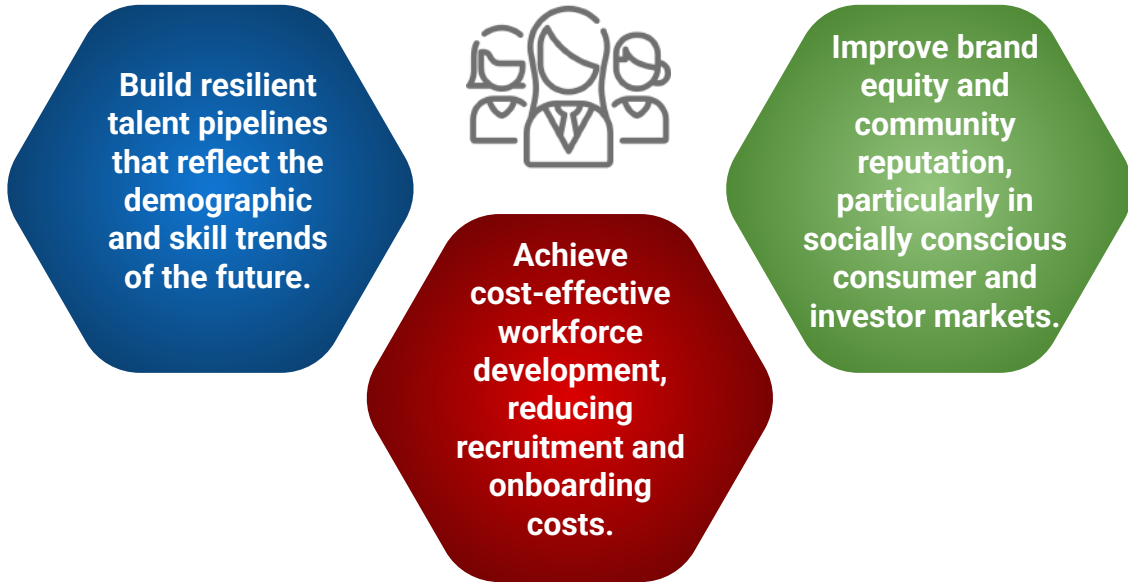 Build resilient
talent pipelines
that reflect the
demographic
and skill trends
of the future.
Achieve
cost-effective
workforce
development,
reducing
recruitment and
onboarding
costs.
Improve brand
equity and
community
reputation,
particularly in
socially conscious
consumer and
investor markets.